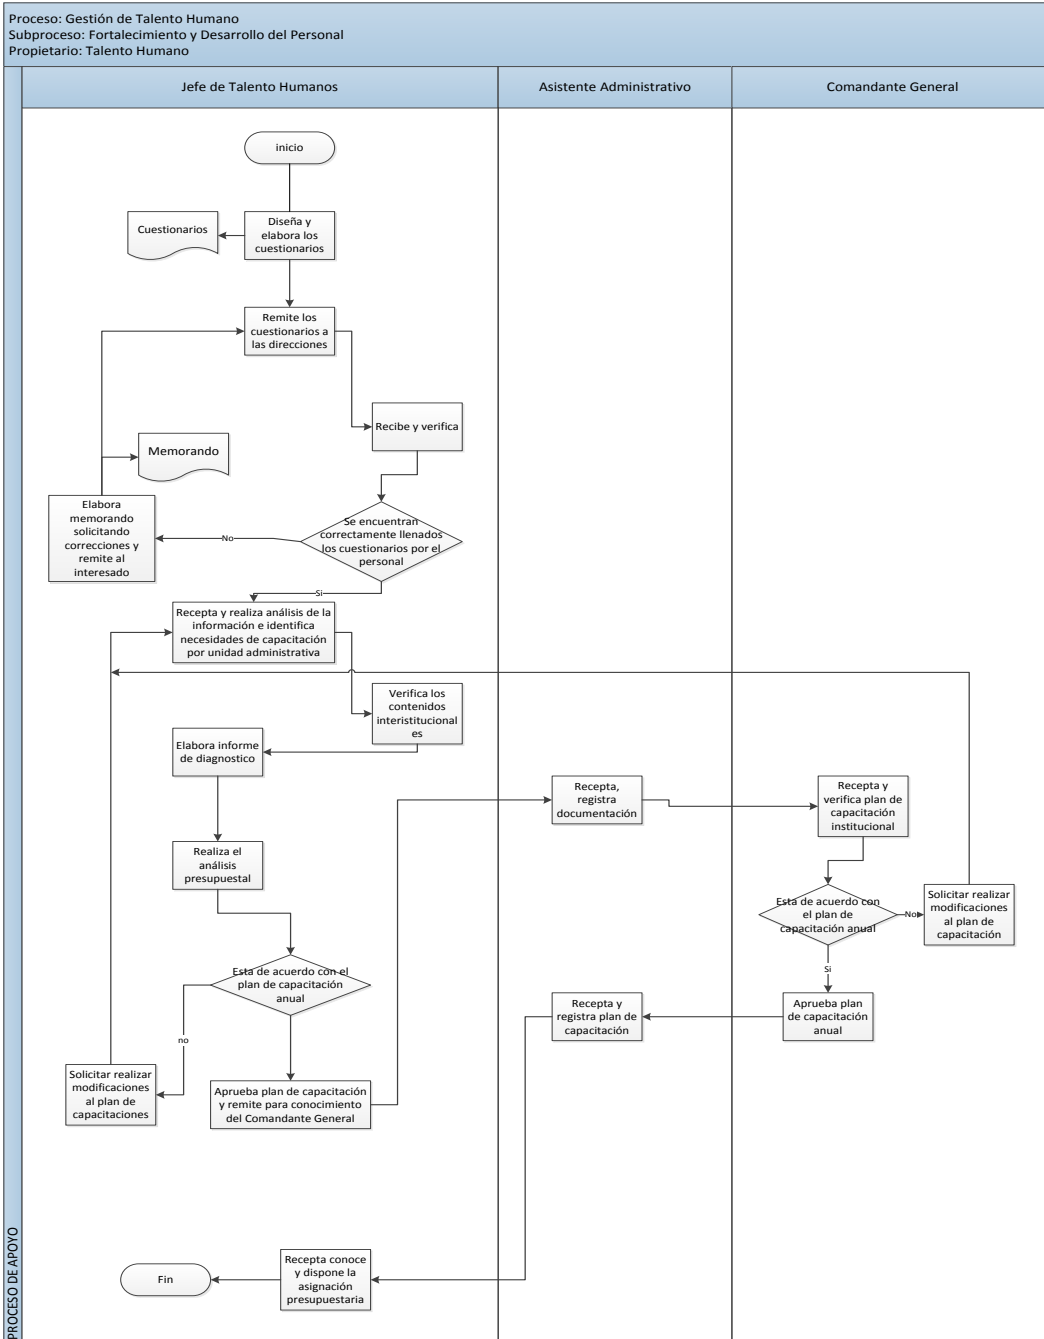 Proceso: Gestión de Talento Humano
Subproceso: Fortalecimiento y Desarrollo del Personal
Propietario: Talento Humano
Jefe de Talento Humanos
Asistente Administrativo
Comandante General
inicio
Cuestionarios
Diseña y
elabora los
cuestionarios
Remite los
cuestionarios a
las direcciones
Recibe y verifica
Memorando
Elabora
memorando
solicitando
correcciones y
remite al
interesado
No
Se encuentran
correctamente llenados
los cuestionarios por el
personal
Si
Recepta y realiza análisis de la
información e identifica
necesidades de capacitación
por unidad administrativa
Verifica los
contenidos
interistitucional
es
Elabora informe
de diagnostico
Recepta,
registra
documentación
Recepta y
verifica plan de
capacitación
institucional
Realiza el
análisis
presupuestal
Esta de acuerdo con
el plan de
capacitación anual
No
Solicitar realizar
modificaciones
al plan de
capacitación
Si
Esta de acuerdo con el
plan de capacitación
anual
no
Recepta y
registra plan de
capacitación
Aprueba plan
de capacitación
anual
Solicitar realizar
modificaciones
al plan de
capacitaciones
Aprueba plan de capacitación
y remite para conocimiento
del Comandante General
Fin
Recepta conoce
y dispone la
asignación
presupuestaria
PROCESO DE APOYO